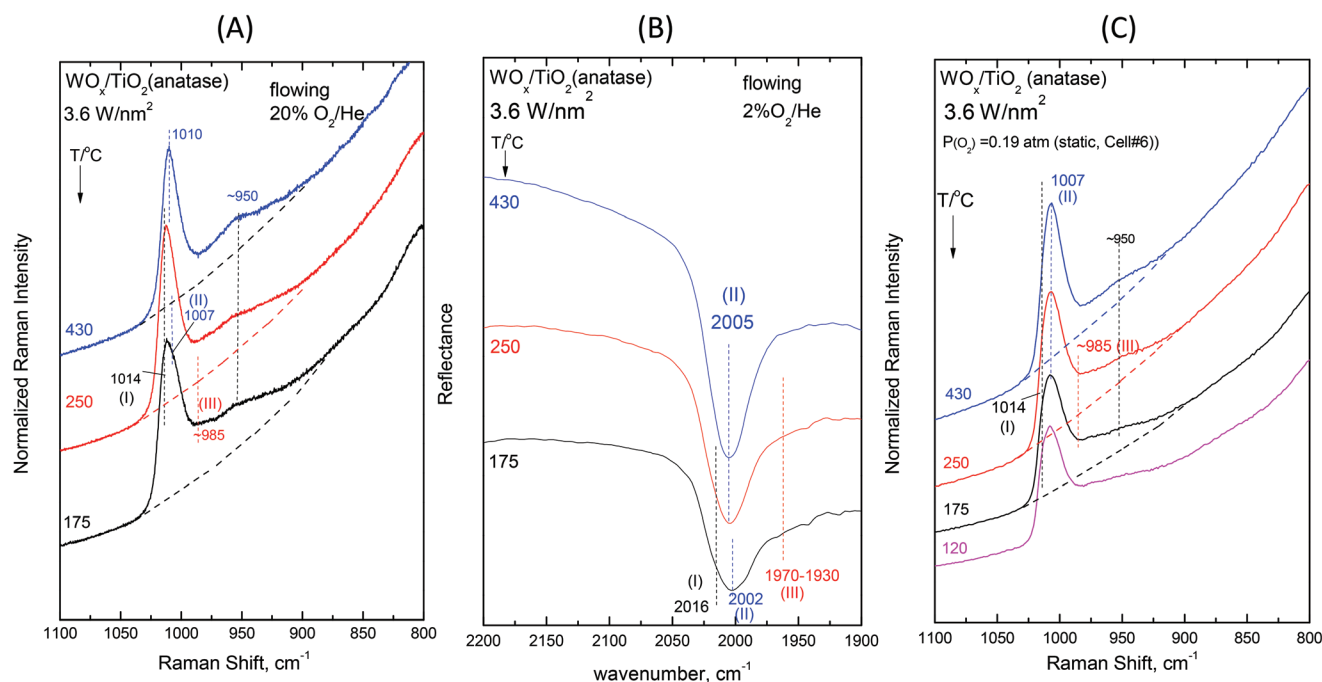 (A)
WOx/TiO2(anatase)
3.6 W/nm2
flowing
20% O2/He
T/oC
1010
~950
430
(II)
1007
250
1014
(I)
(III)
~985
175
Normalized Raman Intensity
1100 1050 1000 950 900 850 800
Raman Shift, cm-1
(B)
WOx/TiO2(anatase)
3.6 W/nm2
flowing
2%O2/He
T/oC
430
(II)
2005
250
175
(I)
2016
2002
(II)
1970-1930
(III)
Reflectance
2200 2150 2100 2050 2000 1950 1900
wavenumber, cm-1
(C)
WOx/TiO2 (anatase)
3.6 W/nm2
P(O2) =0.19 atm (static, Cell#6))
T/oC
1007
(II)
~950
430
~985 (III)
1014
(I)
250
175
120
Normalized Raman Intensity
1100 1050 1000 950 900 850 800
Raman Shift, cm-1